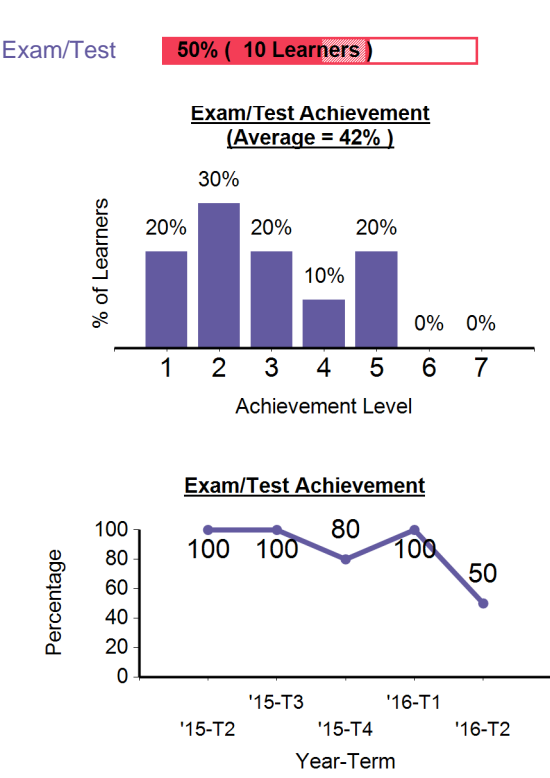 Exam/Test 50% ( 10 Learners )
Exam/Test Achievement
(Average = 42% )
% of Learners
20% 30% 20% 10% 20% 0% 0%
1 2 3 4 5 6 7
Achievement Level
Exam/Test Achievement
Percentage
100
80
60
40
20
0
100 100 80 100 50
'15-T3 '16-T1
'15-T2 '15-T4 '16-T2
Year-Term